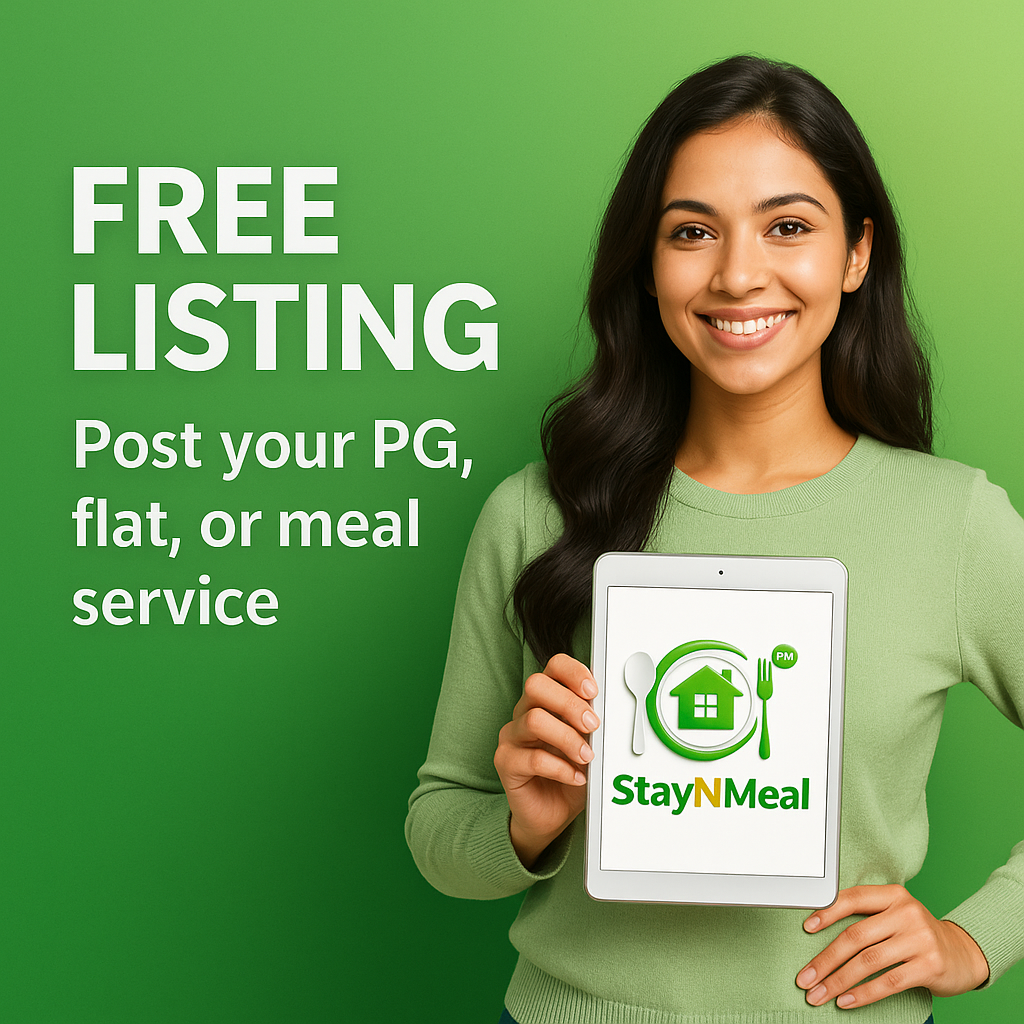 FREE
LISTING
Post your PG,
flat, or meal
service
PM
StayNMeal